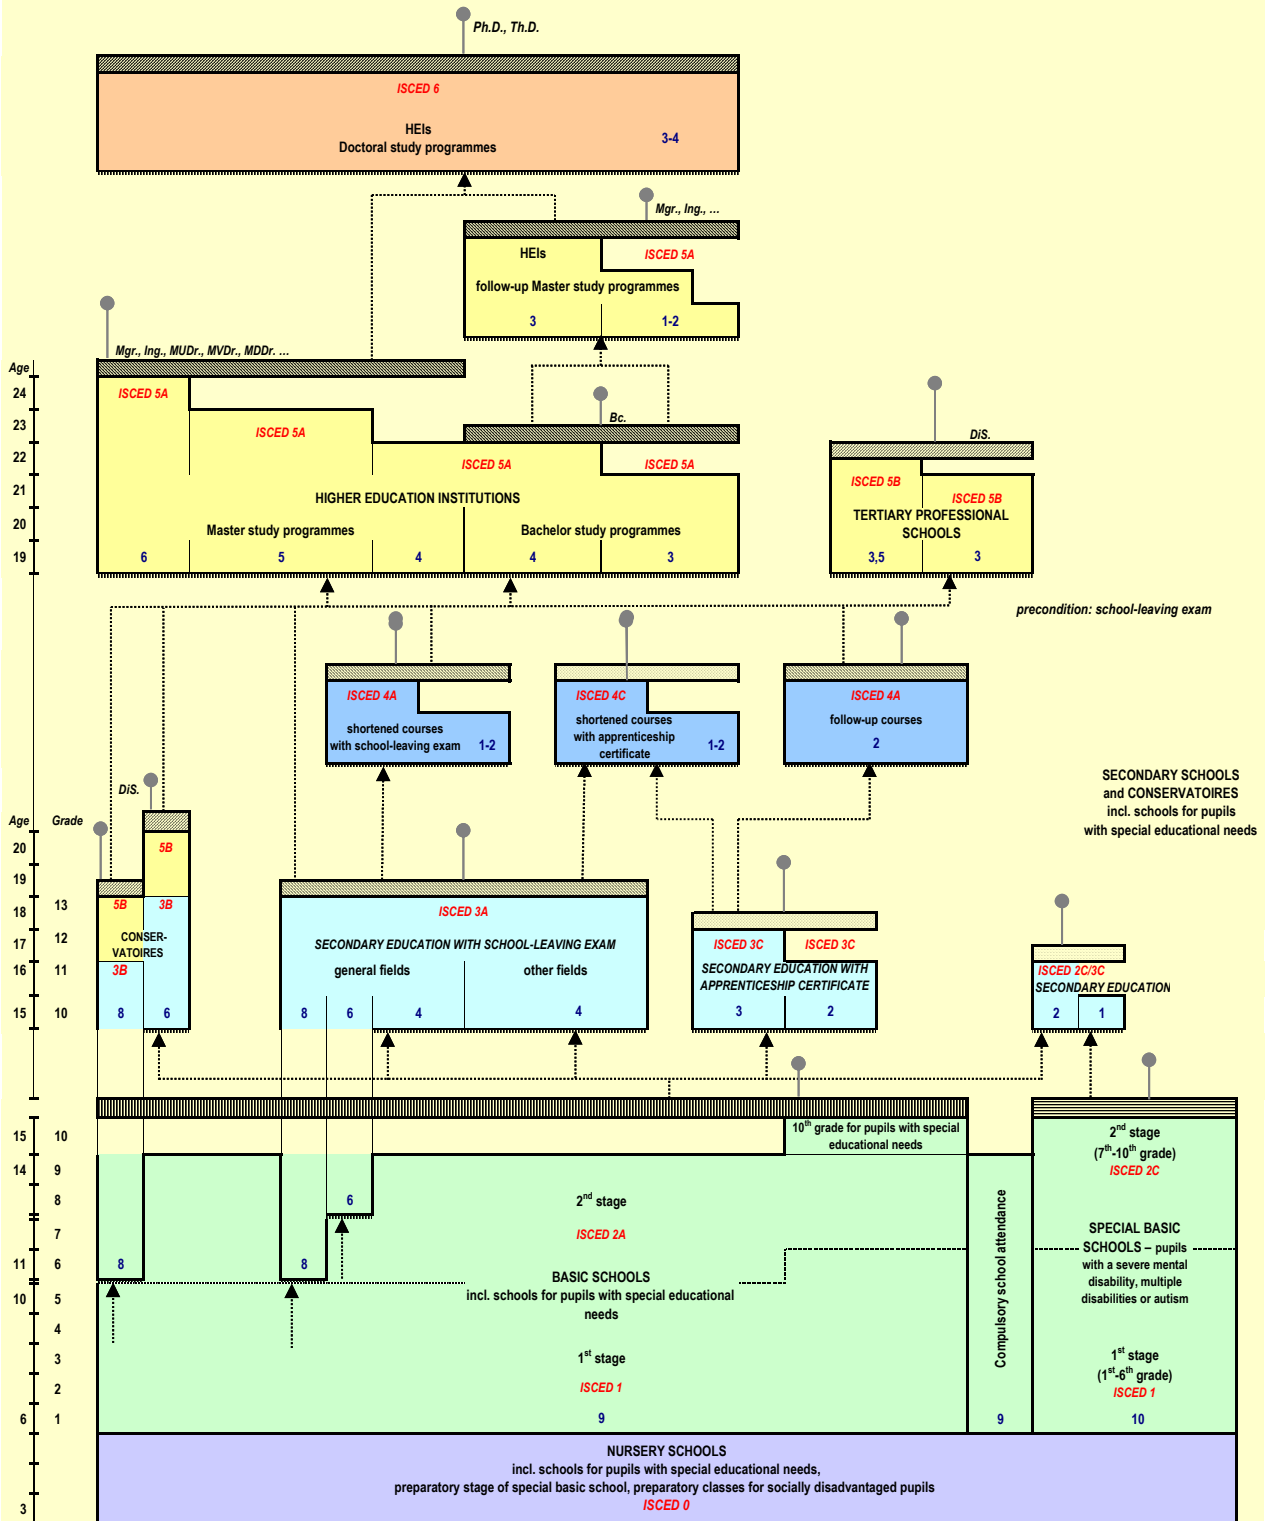 Ph.D., Th.D.
ISCED 6
HEIs
Doctoral study programmes
3-4
Mgr., Ing., ...
HEIs
ISCED 5A
follow-up Master study programmes
3
1-2
Mgr., Ing., MUDr., MVDr., MDDr. ...
Age
24
ISCED 5A
23
ISCED 5A
Bc.
22
ISCED 5A
ISCED 5A
DiS.
21
ISCED 5B
ISCED 5B
HIGHER EDUCATION INSTITUTIONS
20
Master study programmes
Bachelor study programmes
TERTIARY PROFESSIONAL
SCHOOLS
19
6
5
4
4
3
3,5
3
precondition: school-leaving exam
ISCED 4A
shortened courses
with school-leaving exam
1-2
ISCED 4C
shortened courses
with apprenticeship
certificate
1-2
ISCED 4A
follow-up courses
2
SECONDARY SCHOOLS
and CONSERVATOIRES
incl. schools for pupils
with special educational needs
DiS.
Age
Grade
20
5B
19
18
13
5B
3B
ISCED 3A
17
12
CONSER-
VATOIRES
SECONDARY EDUCATION WITH SCHOOL-LEAVING EXAM
ISCED 3C
ISCED 3C
16
11
3B
general fields
other fields
SECONDARY EDUCATION WITH
APPRENTICESHIP CERTIFICATE
ISCED 2C/3C
SECONDARY EDUCATION
15
10
8
6
8
6
4
4
3
2
2
1
15
10
10th grade for pupils with special
educational needs
2nd stage
(7th-10th grade)
ISCED 2C
14
9
8
6
2nd stage
7
ISCED 2A
11
6
8
8
BASIC SCHOOLS
incl. schools for pupils with special educational
needs
Compulsory school attendance
SPECIAL BASIC
SCHOOLS – pupils
with a severe mental
disability, multiple
disabilities or autism
10
5
4
3
1st stage
1st stage
(1st-6th grade)
2
ISCED 1
ISCED 1
6
1
9
9
10
NURSERY SCHOOLS
incl. schools for pupils with special educational needs,
preparatory stage of special basic school, preparatory classes for socially disadvantaged pupils
3
ISCED 0